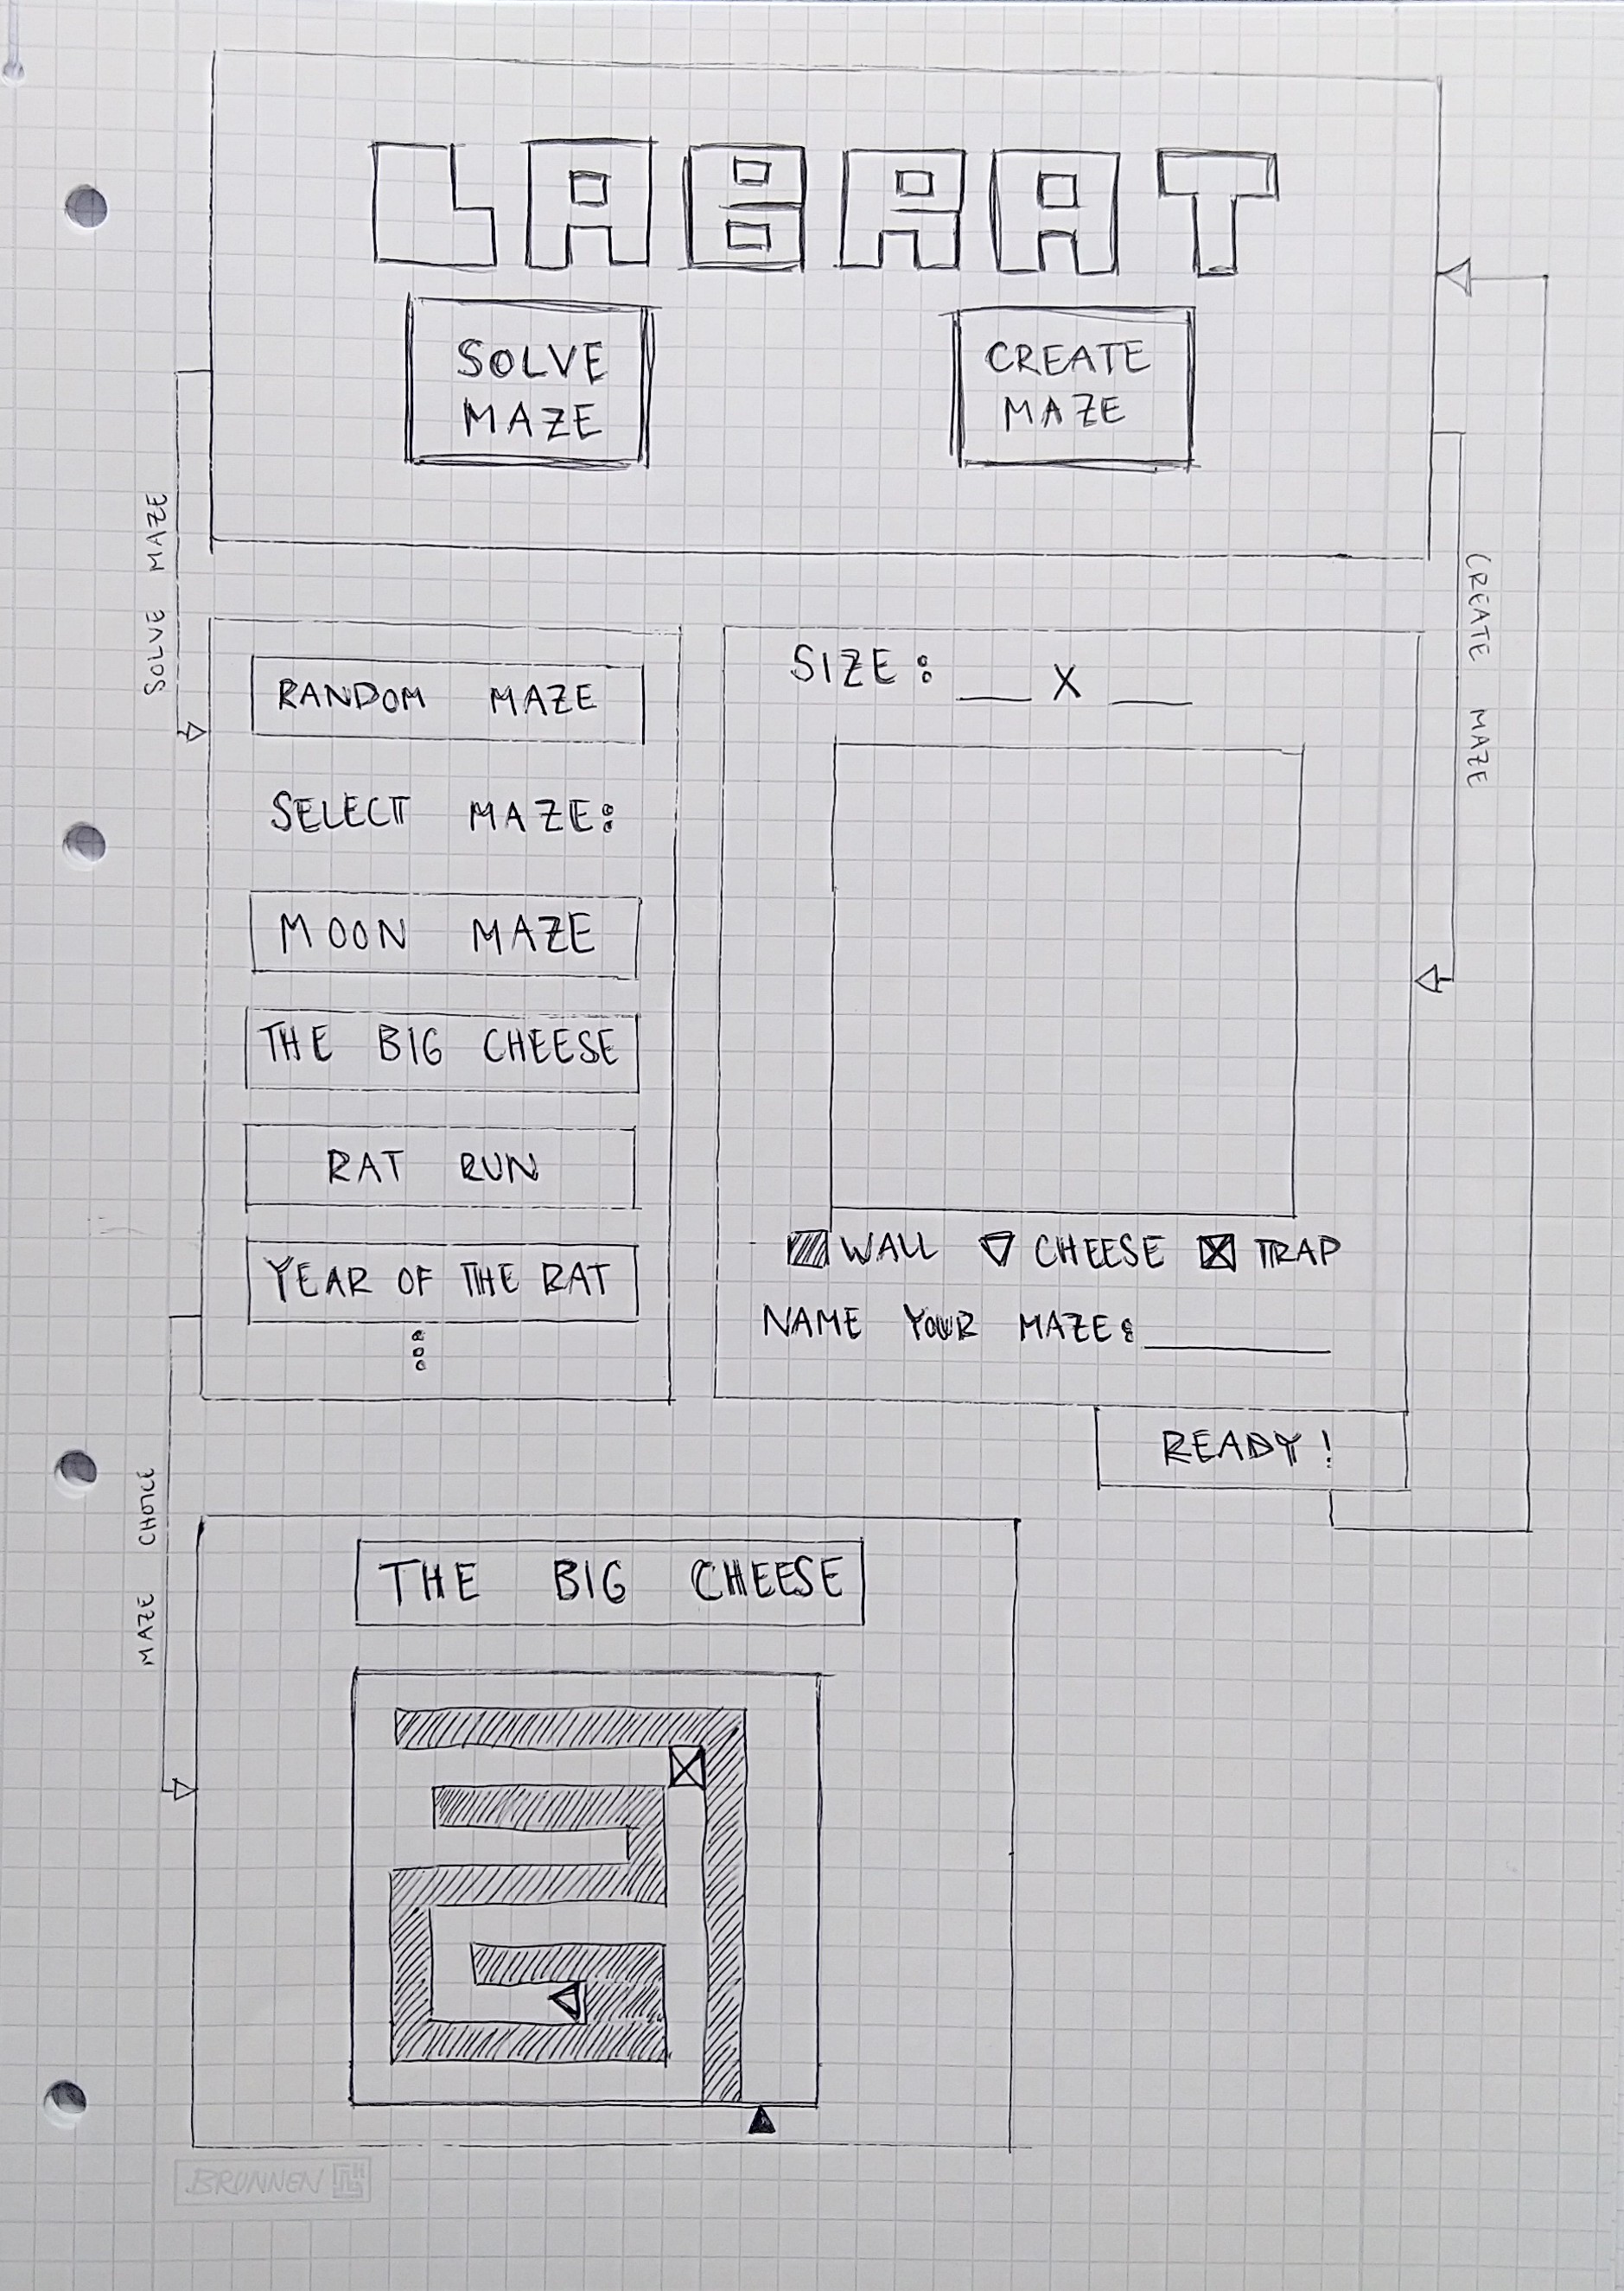 LABRAT
SOLVE
MAZE
CREATE
MAZE
SOLVE MAZE
CREATE MAZE
RANDOM MAZE
SELECT MAZE:
MOON MAZE
THE BIG CHEESE
RAT RUN
YEAR OF THE RAT
SIZE: ___ X ___
WALL CHEESE TRAP
NAME YOUR MAZE: ______
READY!
MAZE CHOICE
THE BIG CHEESE
BRUNNEN